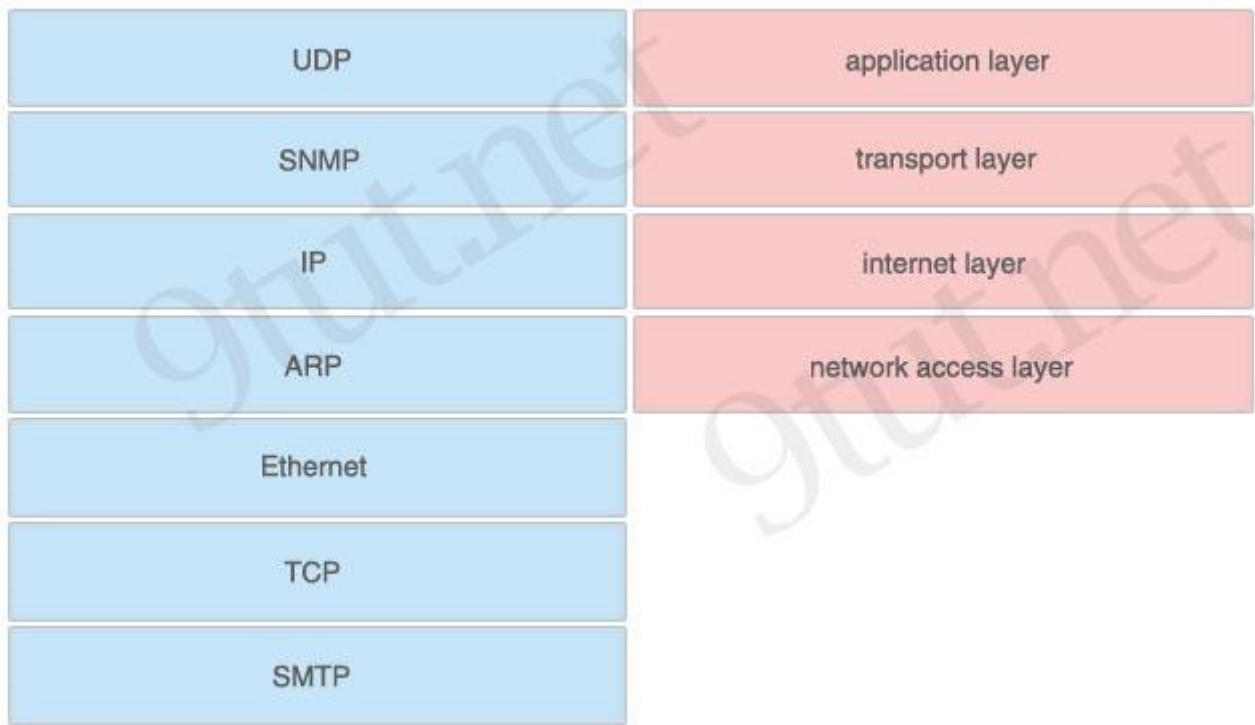 UDP
application layer
SNMP
transport layer
IP
internet layer
ARP
network access layer
Ethernet
TCP
SMTP
9tut.net
9tut.net